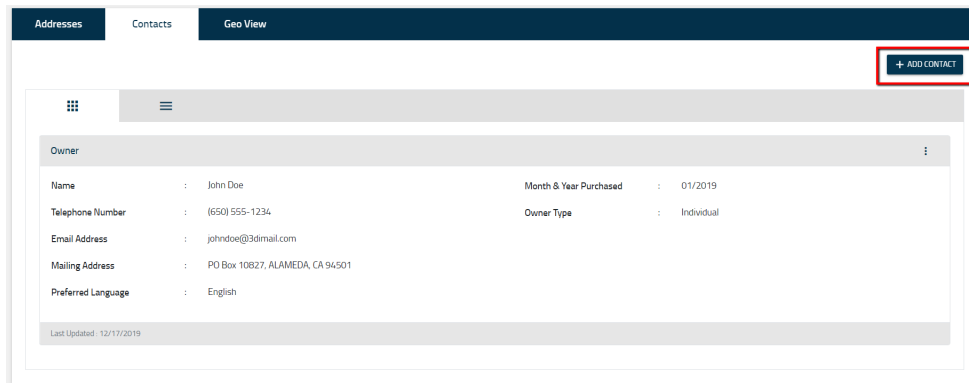 Addresses Contacts Geo View
+ ADD CONTACT
Owner
Name : John Doe Month & Year Purchased : 01/2019
Telephone Number : (650) 555-1234 Owner Type : Individual
Email Address : johndoe@3dimail.com
Mailing Address : PO Box 10827, ALAMEDA, CA 94501
Preferred Language : English
Last Updated : 12/17/2019